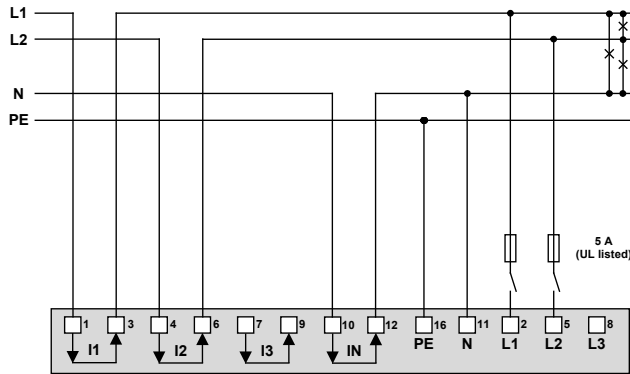 L1
L2
N
PE
5 A
(UL listed)
1 3 4 6 7 9 10 12 16 11 2 5 8
I1 I2 I3 IN PE N L1 L2 L3